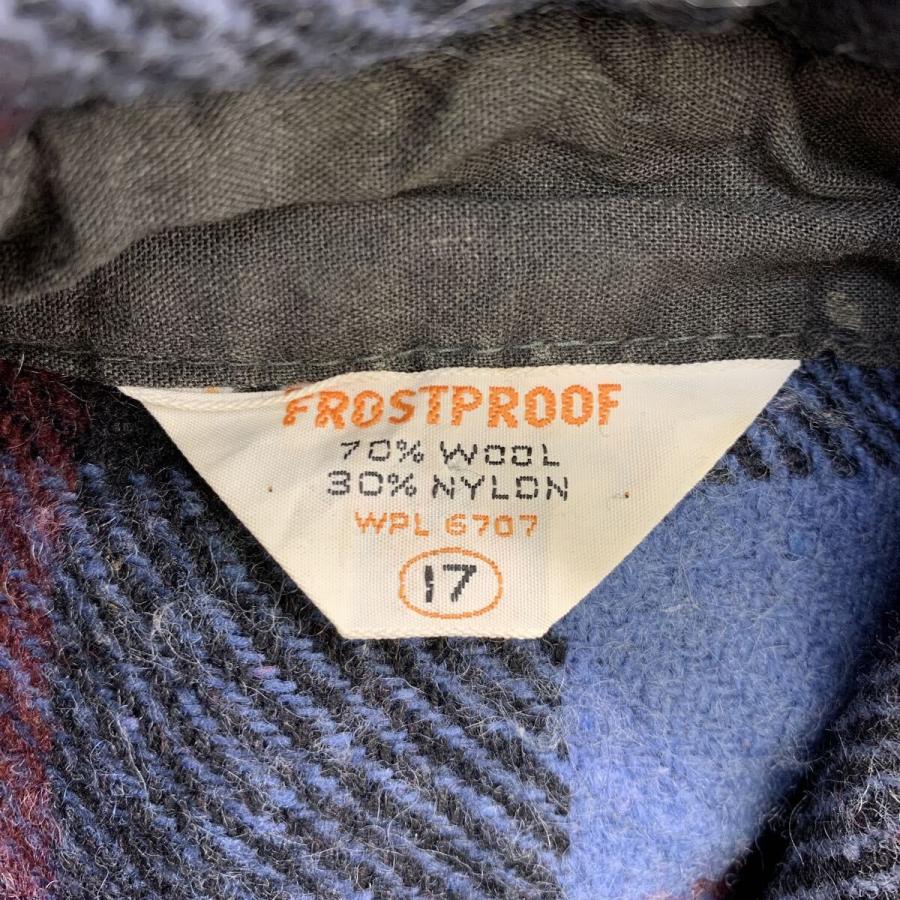 FROSTPROOF
70% WOOL
30% NYLON
WPL 6707
17